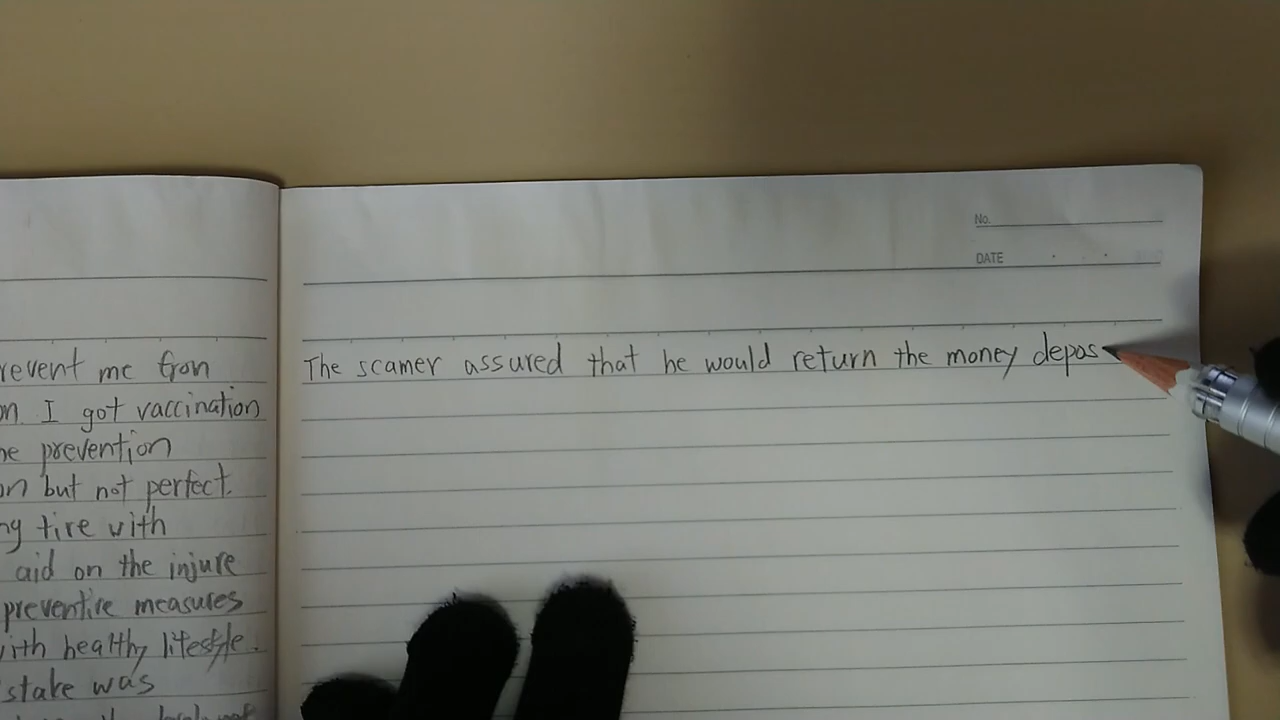 revent me from
on. I got vaccination
he prevention
on but not perfect.
ng tire with
aid on the injure
preventive measures
ith healthy lifestyle.
stake was
No.
DATE
The scamer assured that he would return the money depos